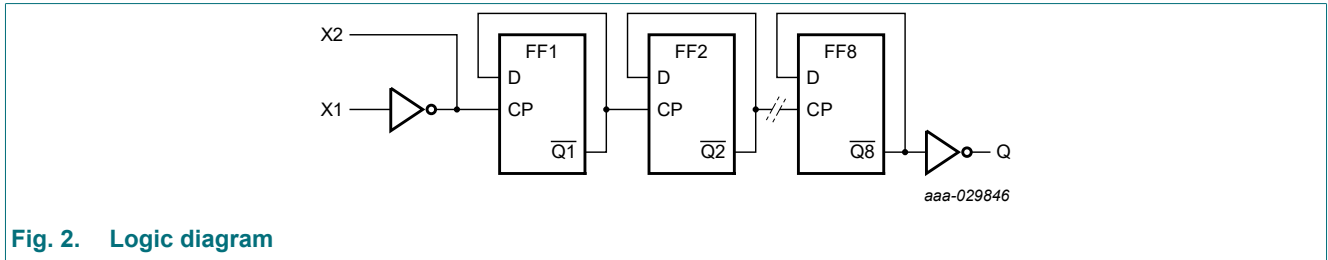 X2
X1
FF1
D
CP
Q1
FF2
D
CP
Q2
FF8
D
CP
Q8
Q
aaa-029846
Fig. 2. Logic diagram